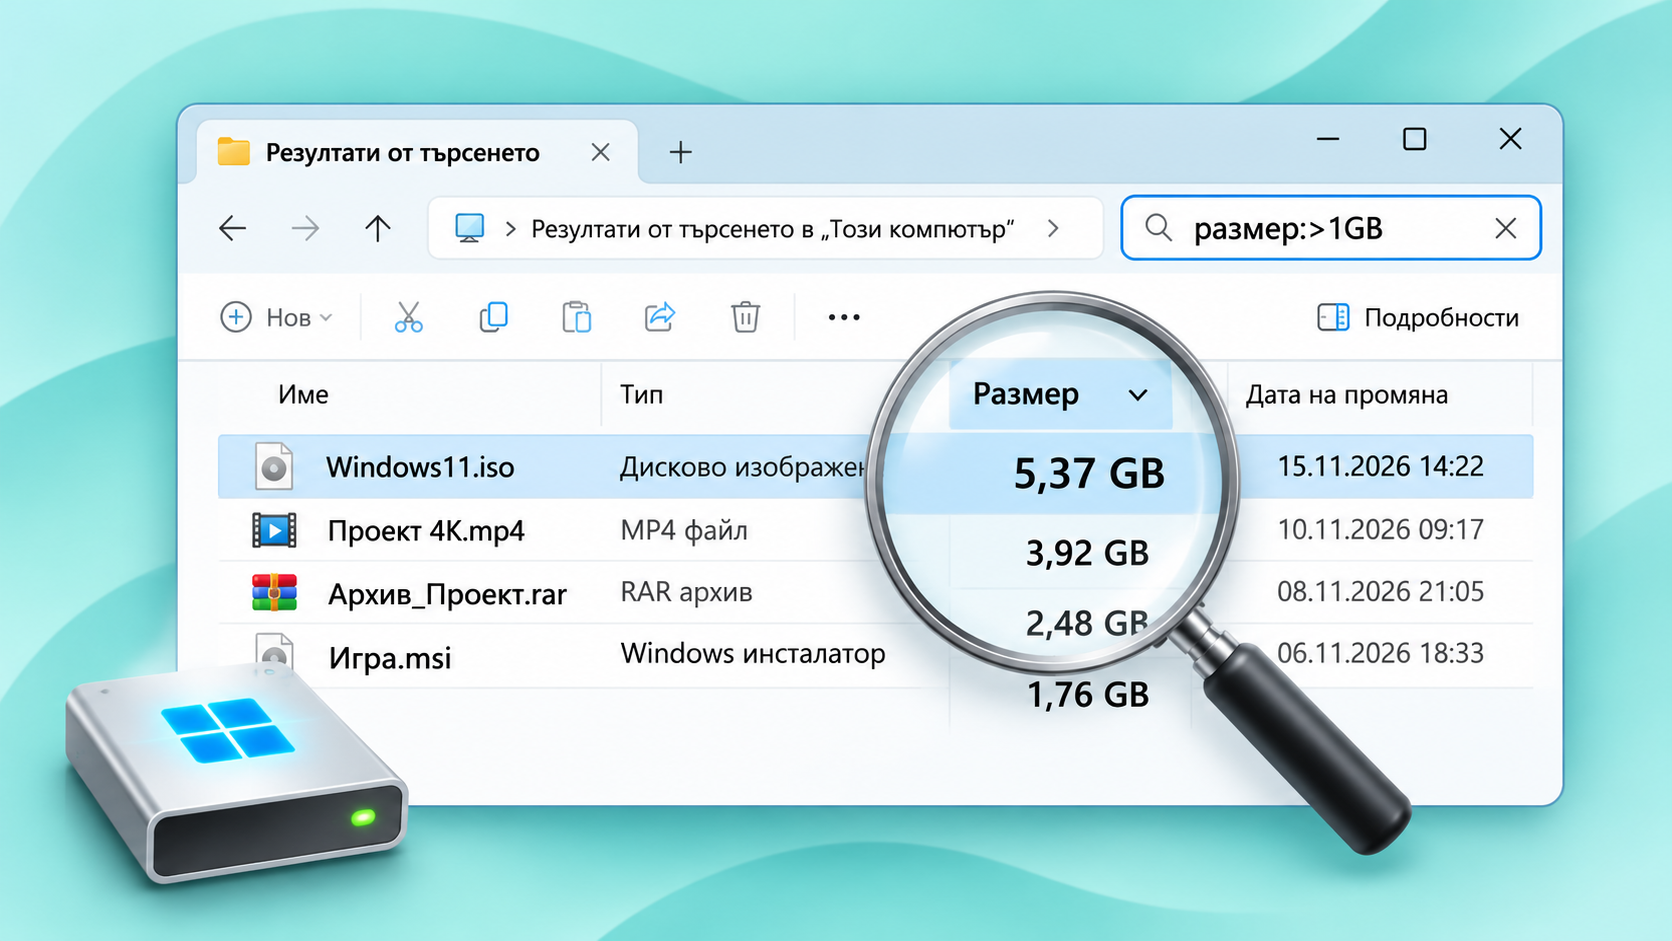 Резултати от търсенето
Резултати от търсенето в „Този компютър“
размер:>1GB
Нов
Подробности
Име Тип Размер Дата на промяна
Windows11.iso Дисково 5,37 GB 15.11.2026 14:22
Проект 4K.mp4 MP4 файл 3,92 GB 10.11.2026 09:17
Архив_Проект.rar RAR архив 2,48 GB 08.11.2026 21:05
Игра.msi Windows инсталатор 1,76 GB 06.11.2026 18:33